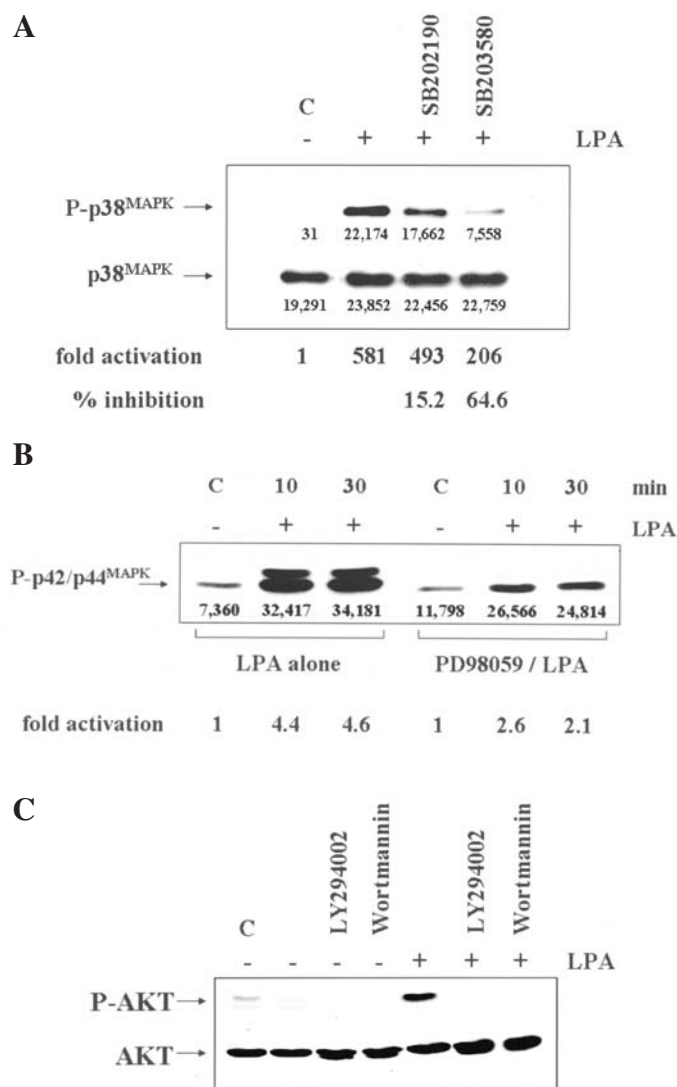 A
C SB202190 SB203580
- + + + LPA
P-p38MAPK
31 22,174 17,662 7,558
p38MAPK
19,291 23,852 22,456 22,759
fold activation 1 581 493 206
% inhibition 15.2 64.6
B
C 10 30 C 10 30 min
- + + - + + LPA
P-p42/p44MAPK
7,360 32,417 34,181 11,798 26,566 24,814
LPA alone PD98059 / LPA
fold activation 1 4.4 4.6 1 2.6 2.1
C
C LY294002 Wortmannin LY294002 Wortmannin
- - - - + + + LPA
P-AKT
AKT